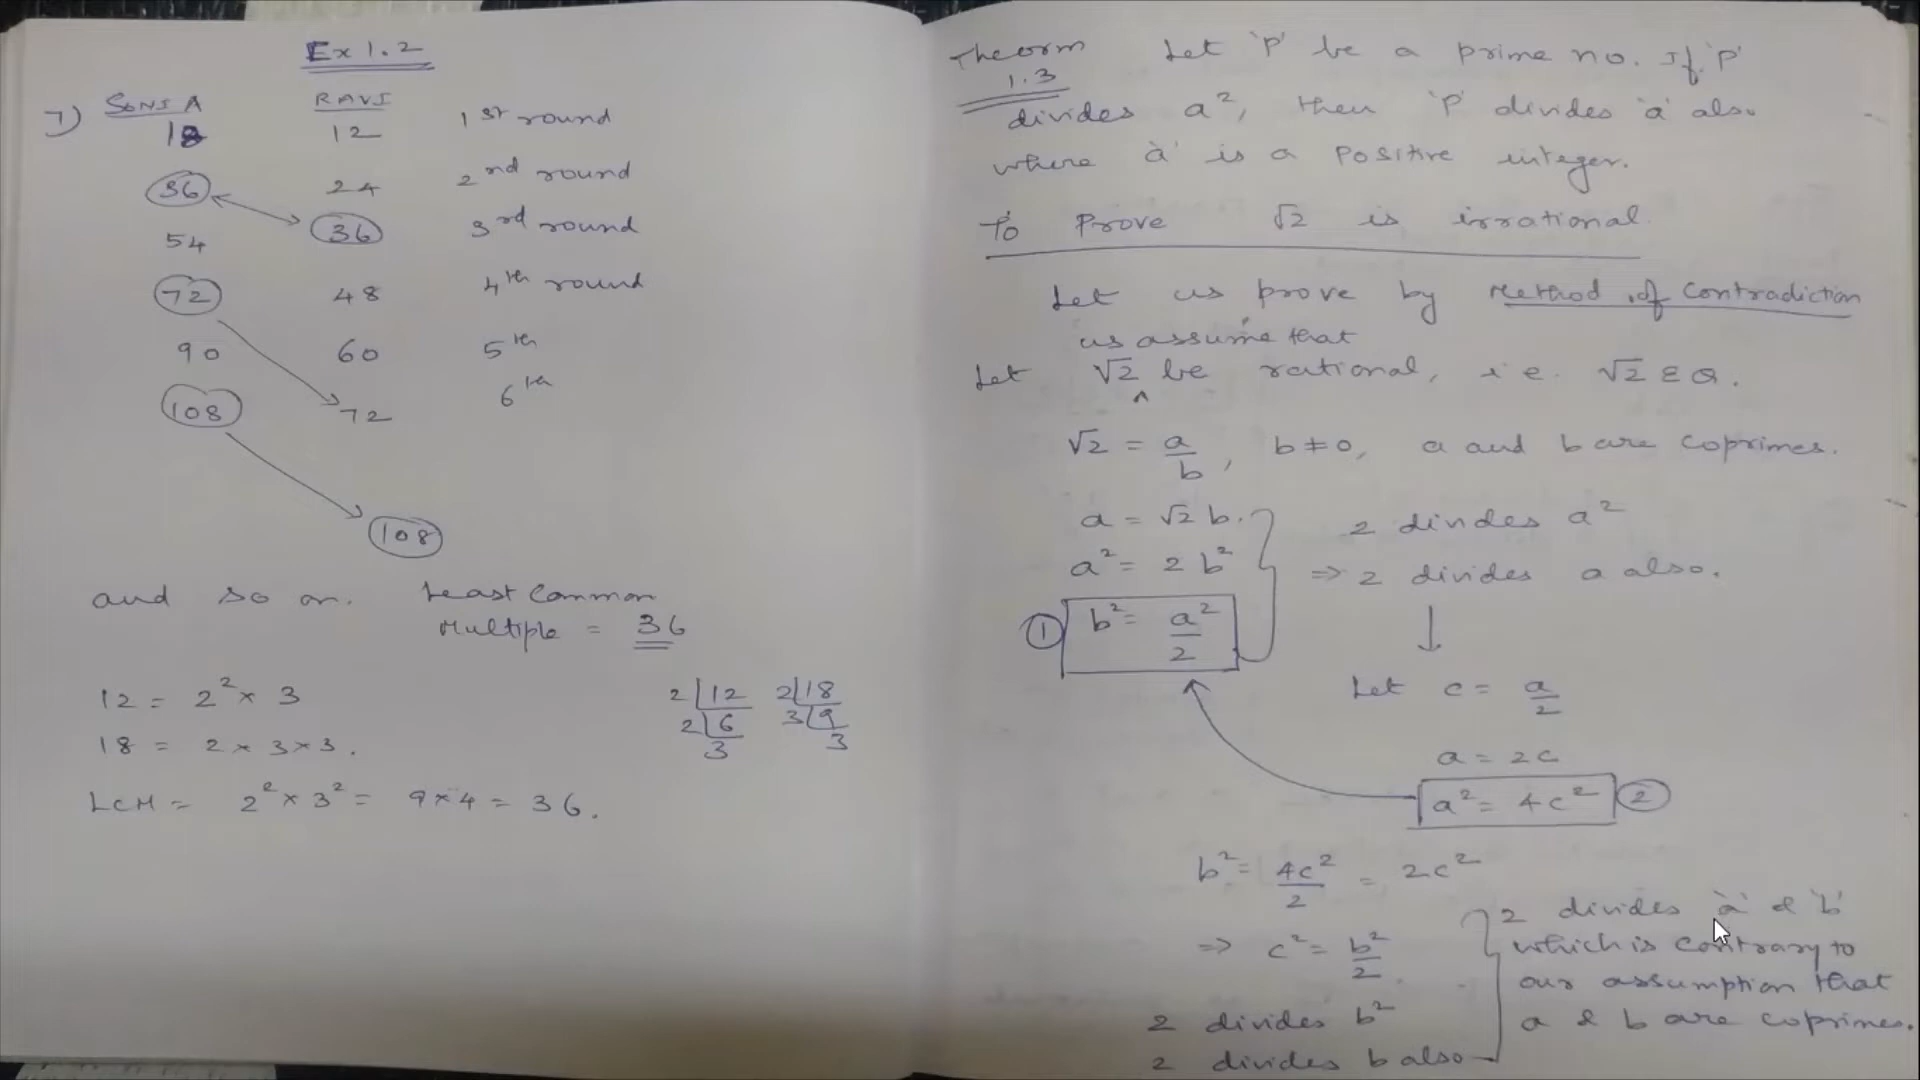 Ex 1.2
7) SONIA RAVI
18 12 1st round
36 24 2nd round
54 36 3rd round
72 48 4th round
90 60 5th
108 72 6th
108
and so on. Least Common
Multiple = 36
12 = 2² × 3
18 = 2 × 3 × 3.
2 | 12
2 | 6
3
2 | 18
3 | 9
3
LCM = 2² × 3² = 9 × 4 = 36.
Theorm 1.3 Let 'p' be a prime no. If 'p'
divides a², then 'p' divides 'a' also
where 'a' is a positive integer.
To Prove √2 is irrational.
Let us prove by Method of contradiction
us assume that
Let ^ √2 be rational, i.e. √2 ε Q.
√2 = a/b, b ≠ 0, a and b are coprimes.
a = √2 b.
a² = 2 b²
① b² = a²/2
2 divides a²
⇒ 2 divides a also.
↓
Let c = a/2
a = 2c
a² = 4c² ②
b² = 4c²/2 = 2c²
⇒ c² = b²/2.
2 divides b²
2 divides b also
2 divides 'a' & 'b'
which is contrary to
our assumption that
a & b are coprimes.